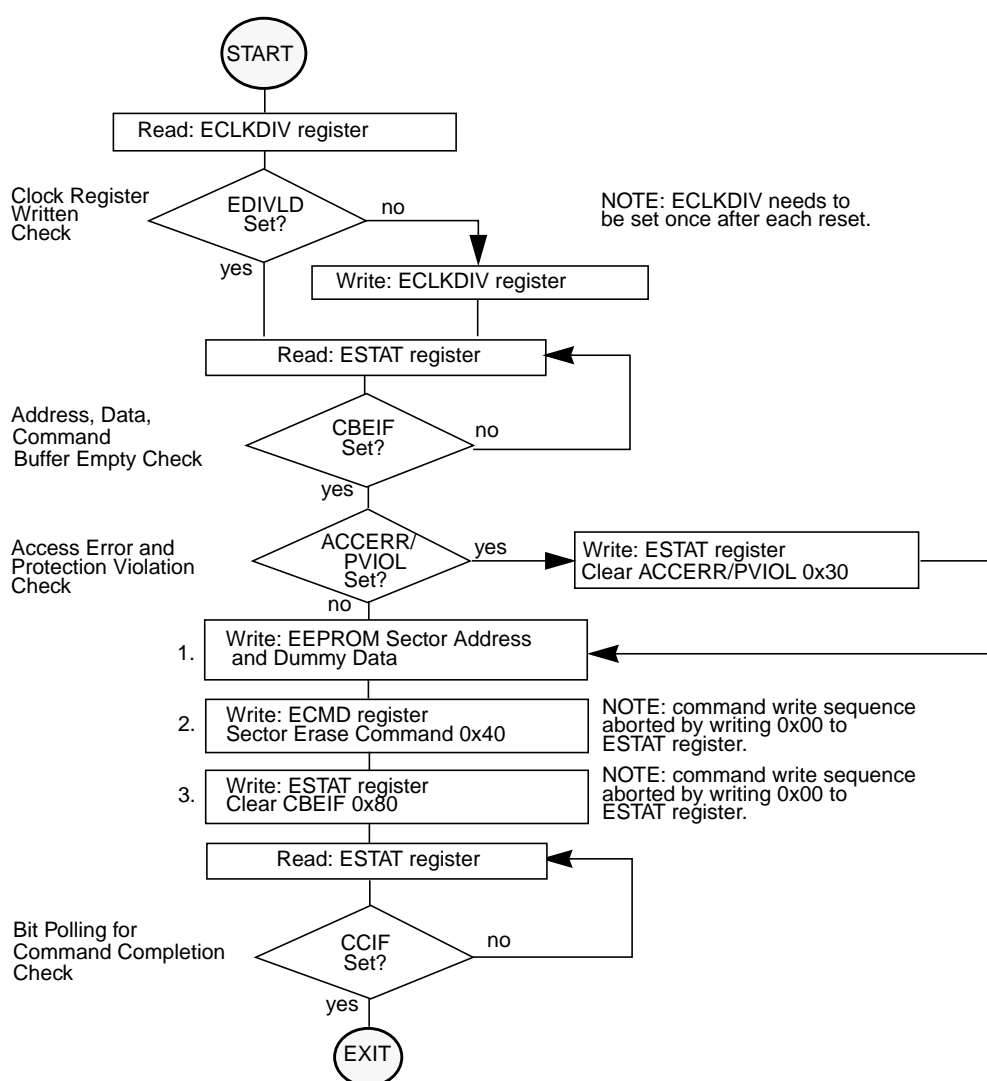 START
Read: ECLKDIV register
Clock Register
Written
Check
EDIVLD
Set?
no
yes
NOTE: ECLKDIV needs to
be set once after each reset.
Write: ECLKDIV register
Read: ESTAT register
Address, Data,
Command
Buffer Empty Check
CBEIF
Set?
no
yes
Access Error and
Protection Violation
Check
ACCERR/
PVIOL
Set?
yes
no
Write: ESTAT register
Clear ACCERR/PVIOL 0x30
1.
Write: EEPROM Sector Address
and Dummy Data
2.
Write: ECMD register
Sector Erase Command 0x40
NOTE: command write sequence
aborted by writing 0x00 to
ESTAT register.
3.
Write: ESTAT register
Clear CBEIF 0x80
NOTE: command write sequence
aborted by writing 0x00 to
ESTAT register.
Read: ESTAT register
Bit Polling for
Command Completion
Check
CCIF
Set?
no
yes
EXIT